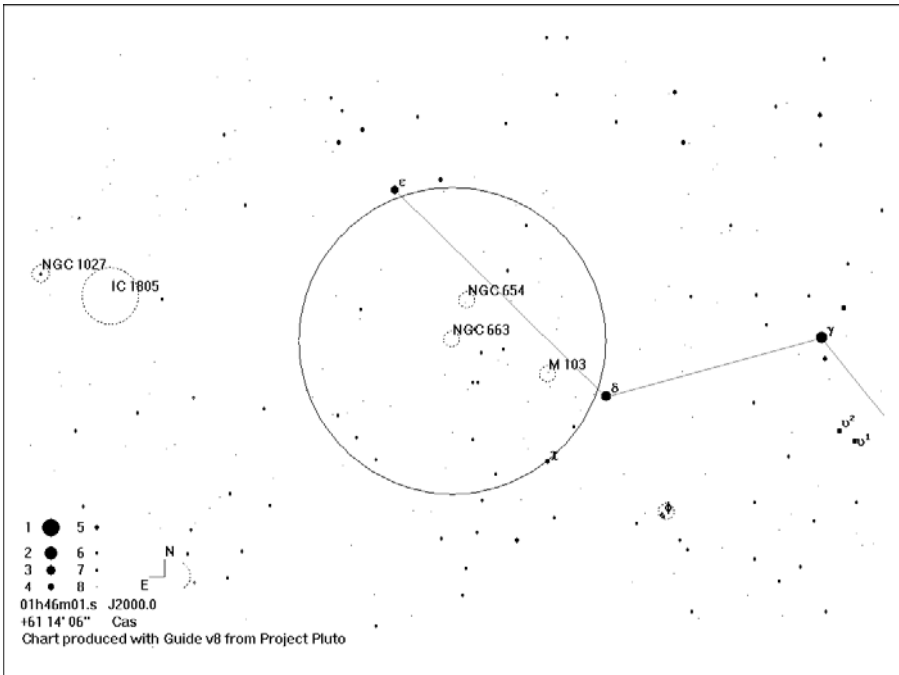 ε
NGC 1027
IC 1805
NGC 654
NGC 663
γ
M 103
δ
υ²
υ¹
χ
ϕ
1 5
2 6
3 7
4 8
N
E
01h46m01.s J2000.0
+61 14' 06" Cas
Chart produced with Guide v8 from Project Pluto